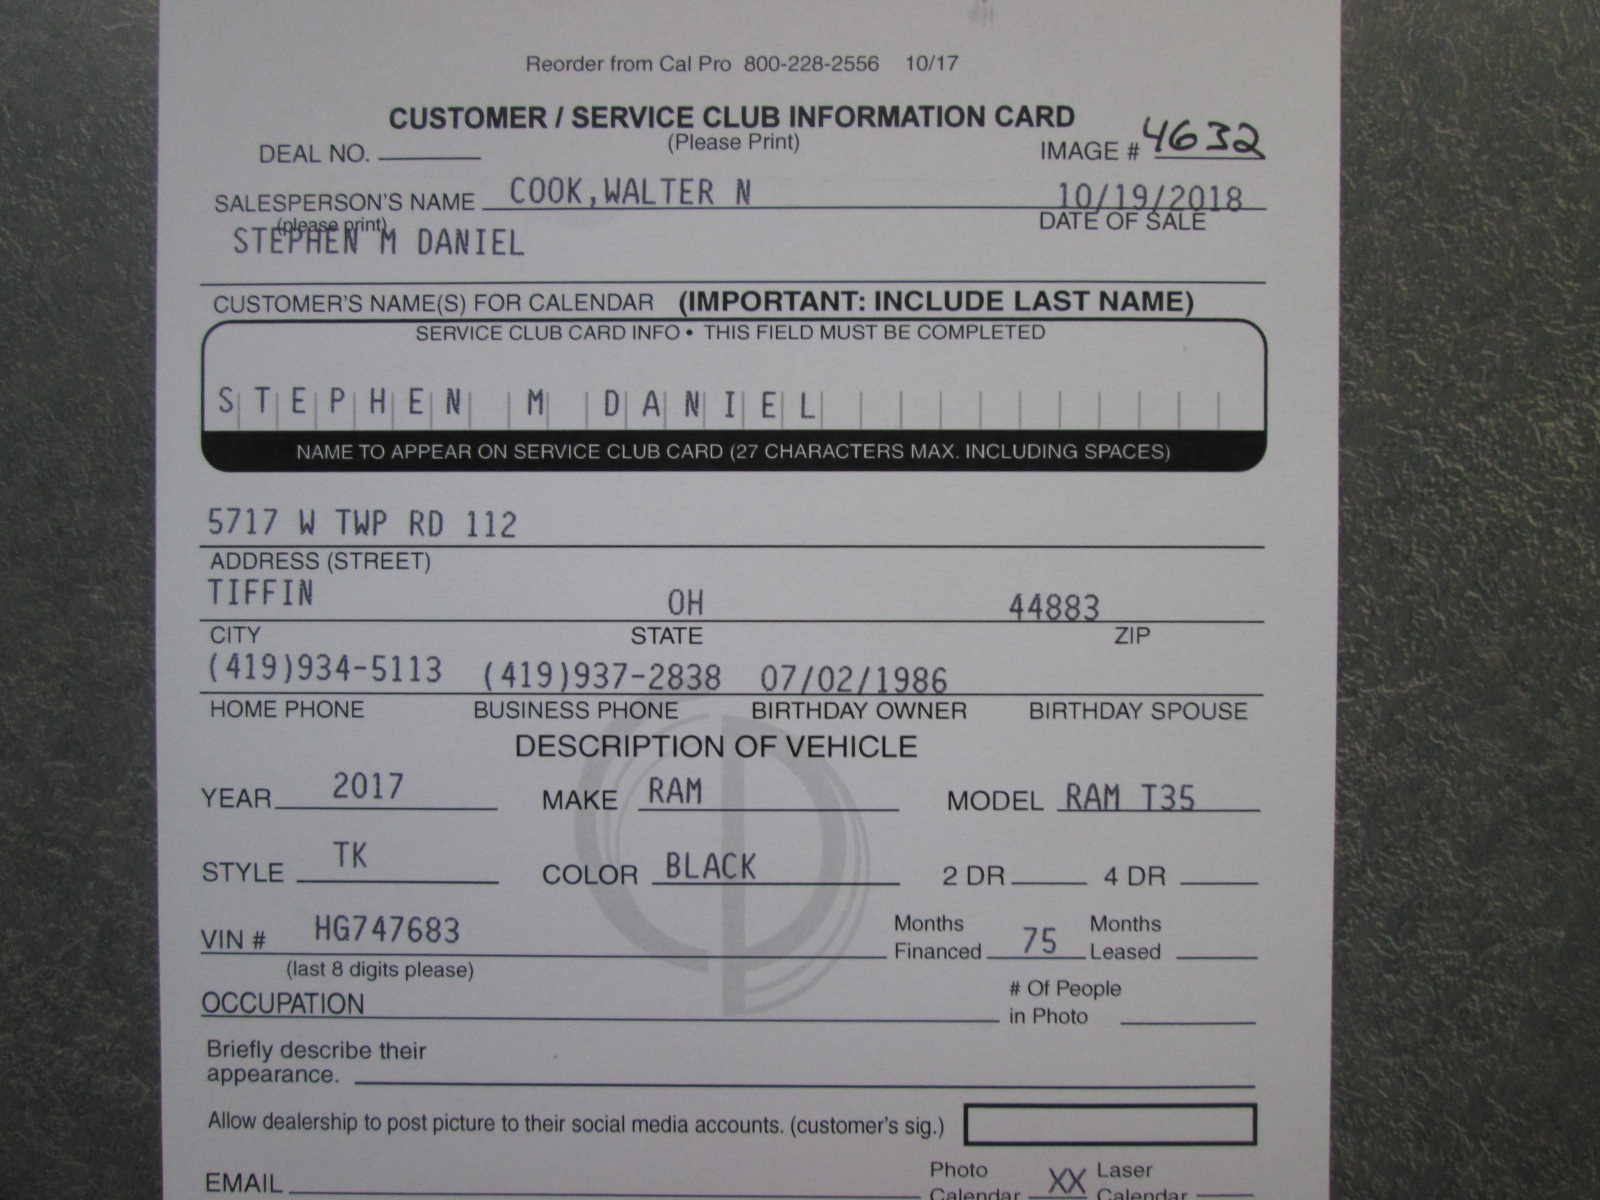 Reorder from Cal Pro 800-228-2556 10/17
CUSTOMER / SERVICE CLUB INFORMATION CARD
(Please Print)
DEAL NO. IMAGE # 4632
SALESPERSON'S NAME COOK,WALTER N 10/19/2018
(please print) DATE OF SALE
STEPHEN M DANIEL
CUSTOMER'S NAME(S) FOR CALENDAR (IMPORTANT: INCLUDE LAST NAME)
SERVICE CLUB CARD INFO • THIS FIELD MUST BE COMPLETED
STEPHEN M DANIEL
NAME TO APPEAR ON SERVICE CLUB CARD (27 CHARACTERS MAX. INCLUDING SPACES)
5717 W TWP RD 112
ADDRESS (STREET)
TIFFIN OH 44883
CITY STATE ZIP
(419)934-5113 (419)937-2838 07/02/1986
HOME PHONE BUSINESS PHONE BIRTHDAY OWNER BIRTHDAY SPOUSE
DESCRIPTION OF VEHICLE
YEAR 2017 MAKE RAM MODEL RAM T35
STYLE TK COLOR BLACK 2 DR 4 DR
VIN # HG747683 Months Financed 75 Months Leased
(last 8 digits please)
OCCUPATION # Of People in Photo
Briefly describe their
appearance.
Allow dealership to post picture to their social media accounts. (customer's sig.)
EMAIL Photo Calendar XX Laser Calendar